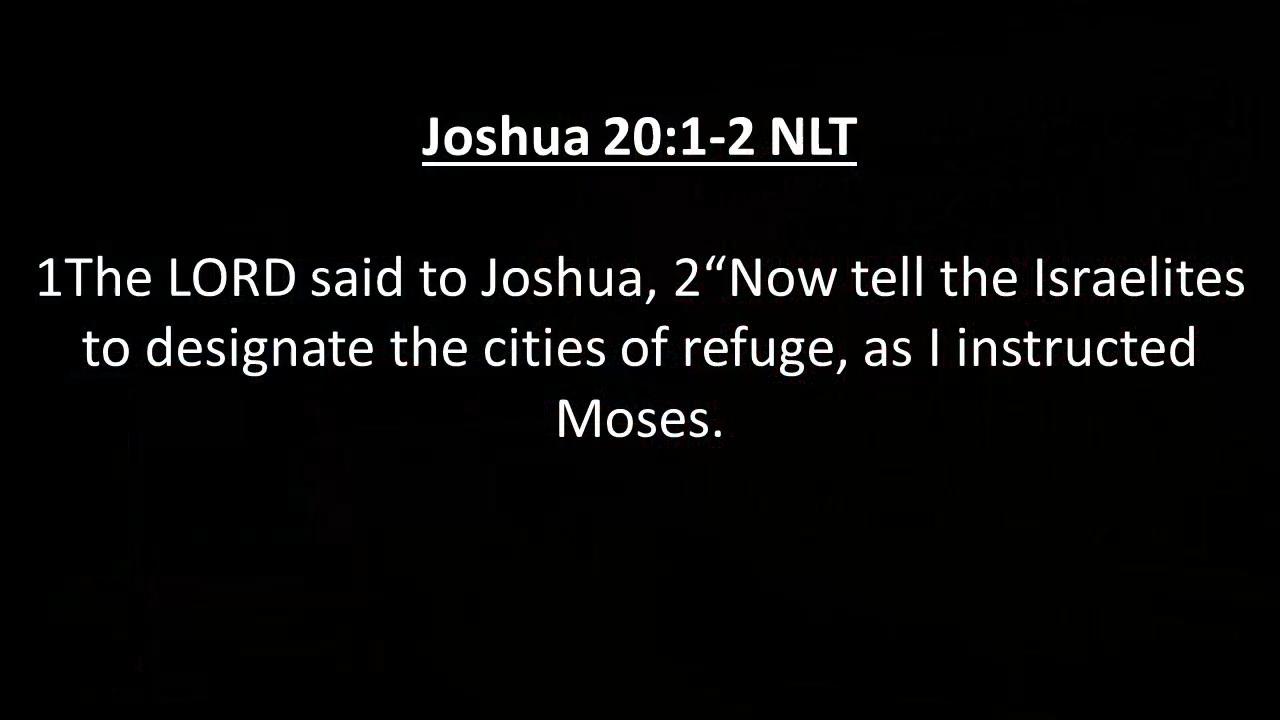 Joshua 20:1-2 NLT
1The LORD said to Joshua, 2“Now tell the Israelites
to designate the cities of refuge, as I instructed
Moses.